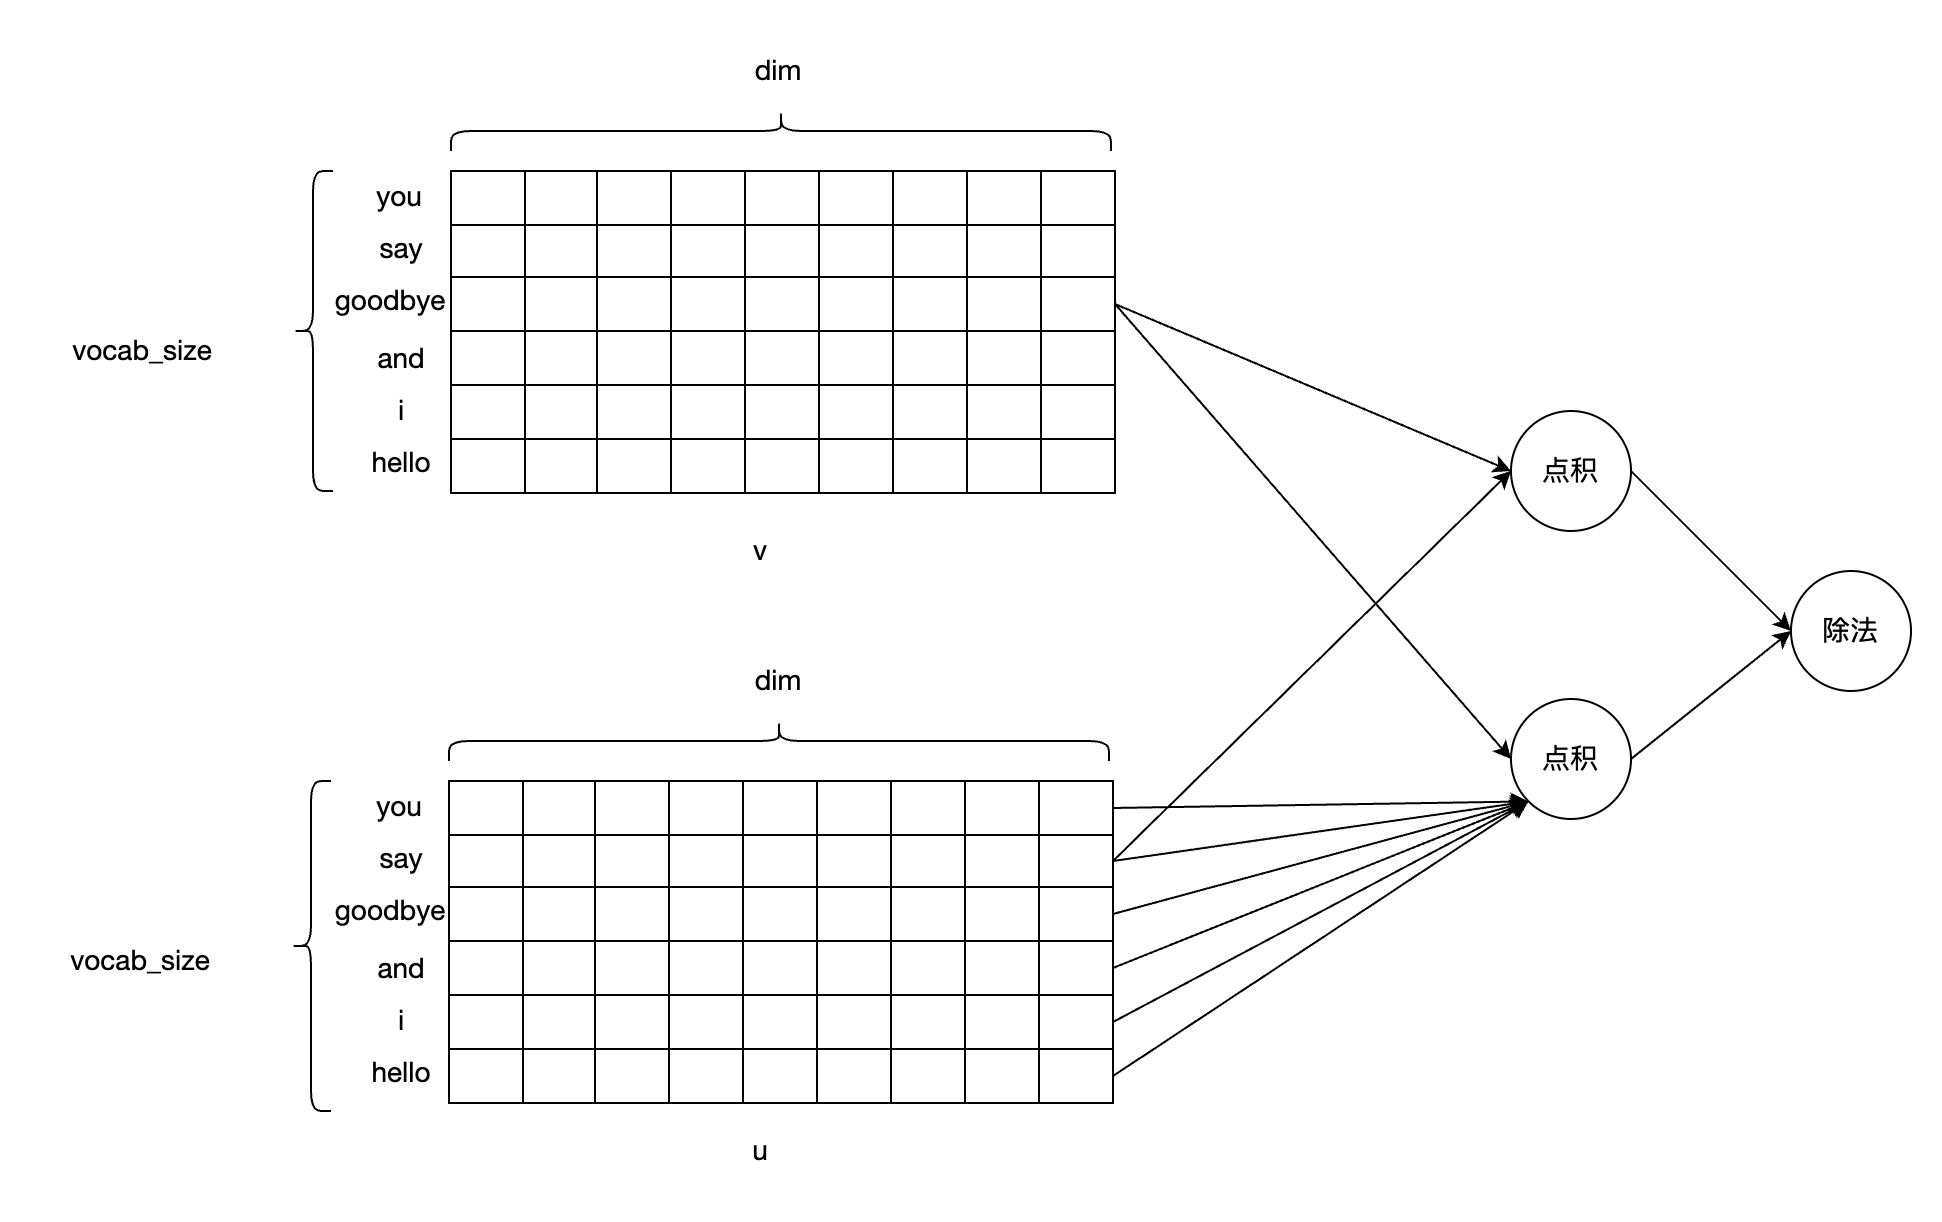 dim
you
say
goodbye
vocab_size
and
i
hello
v
点积
除法
dim
点积
you
say
goodbye
vocab_size
and
i
hello
u